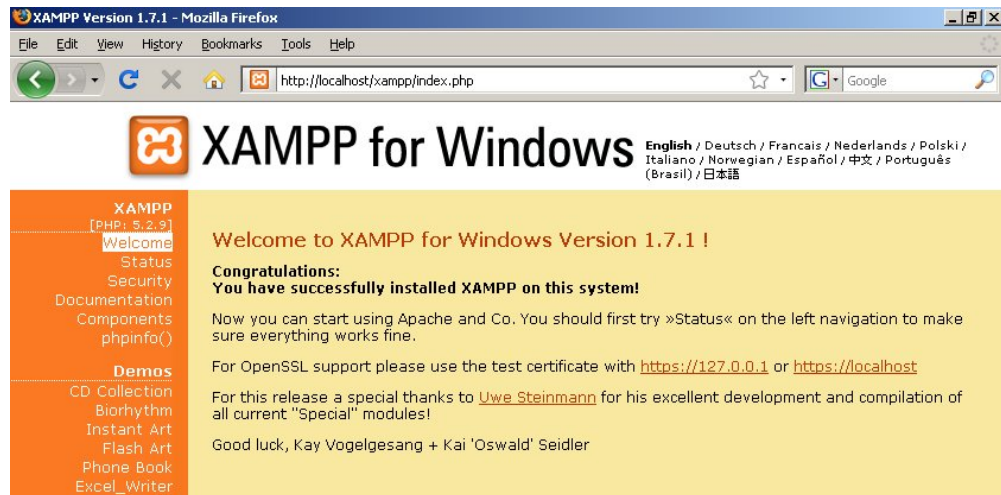 XAMPP Version 1.7.1 - Mozilla Firefox
File Edit View History Bookmarks Tools Help
http://localhost/xampp/index.php
Google
XAMPP for Windows
English / Deutsch / Francais / Nederlands / Polski /
Italiano / Norwegian / Español / 中文 / Português
(Brasil) / 日本語
XAMPP
[PHP: 5.2.9]
Welcome
Status
Security
Documentation
Components
phpinfo()
Demos
CD Collection
Biorhythm
Instant Art
Flash Art
Phone Book
Excel_Writer
Welcome to XAMPP for Windows Version 1.7.1 !
Congratulations:
You have successfully installed XAMPP on this system!
Now you can start using Apache and Co. You should first try »Status« on the left navigation to make
sure everything works fine.
For OpenSSL support please use the test certificate with https://127.0.0.1 or https://localhost
For this release a special thanks to Uwe Steinmann for his excellent development and compilation of
all current "Special" modules!
Good luck, Kay Vogelgesang + Kai 'Oswald' Seidler